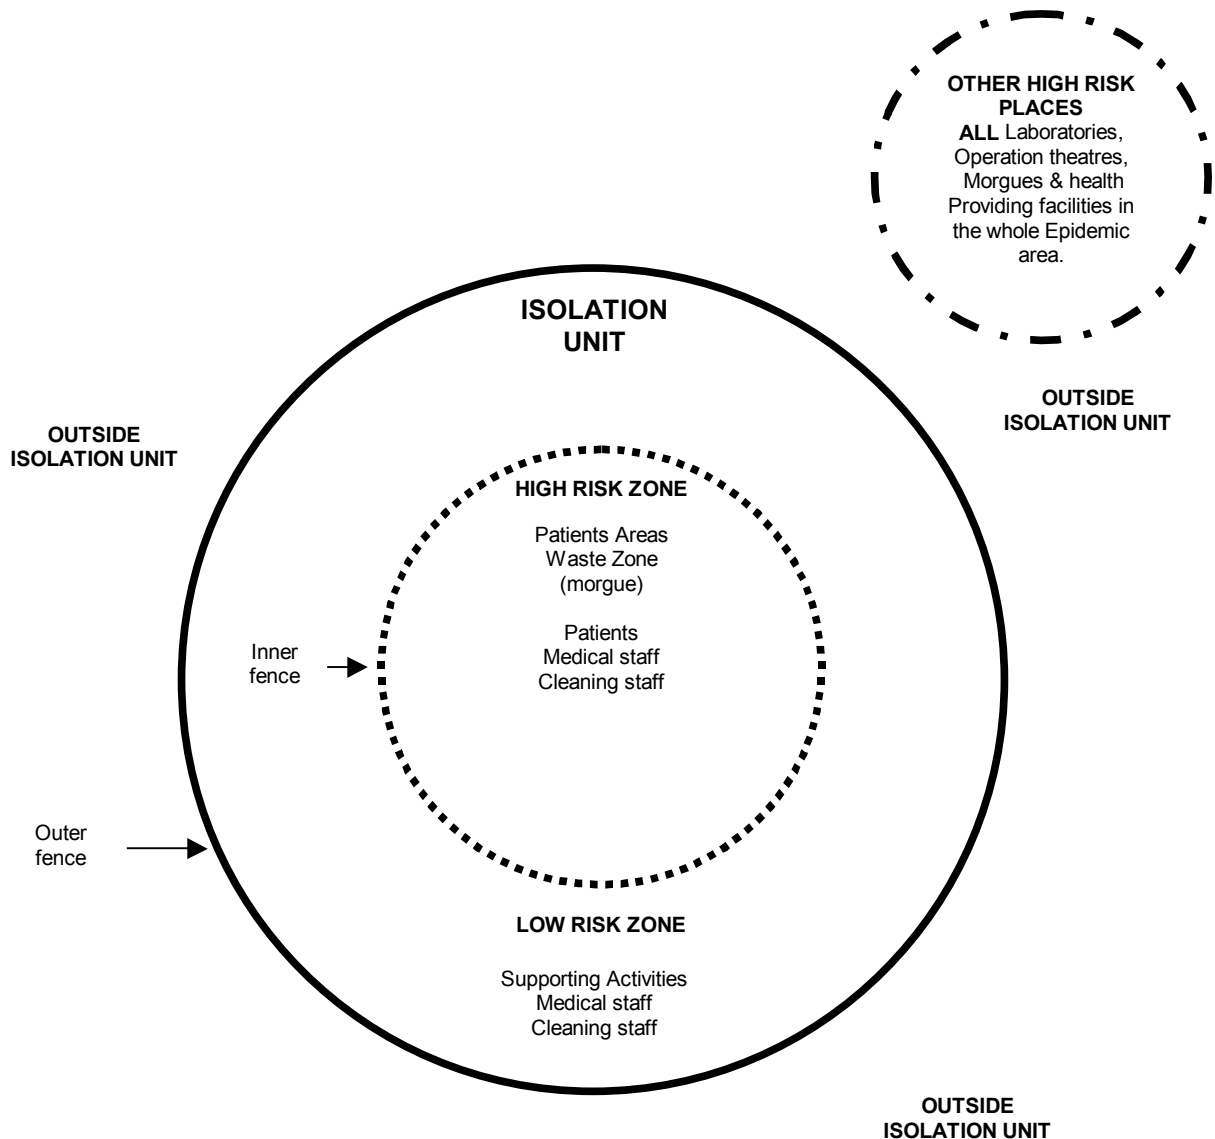 OTHER HIGH RISK
PLACES
ALL Laboratories,
Operation theatres,
Morgues & health
Providing facilities in
the whole Epidemic
area.
ISOLATION
UNIT
OUTSIDE
ISOLATION UNIT
OUTSIDE
ISOLATION UNIT
HIGH RISK ZONE
Patients Areas
Waste Zone
(morgue)
Patients
Medical staff
Cleaning staff
Inner
fence
Outer
fence
LOW RISK ZONE
Supporting Activities
Medical staff
Cleaning staff
OUTSIDE
ISOLATION UNIT